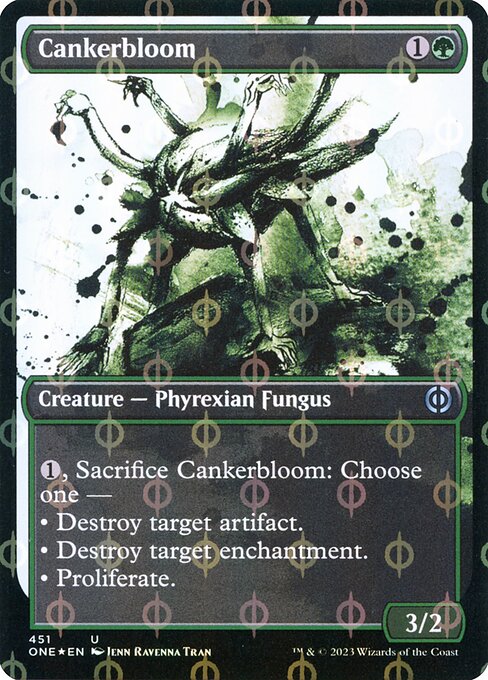 Cankerbloom 1
Creature — Phyrexian Fungus
1, Sacrifice Cankerbloom: Choose
one —
• Destroy target artifact.
• Destroy target enchantment.
• Proliferate.
3/2
451 U
ONE★EN Jenn Ravenna Tran
™ & © 2023 Wizards of the Coast